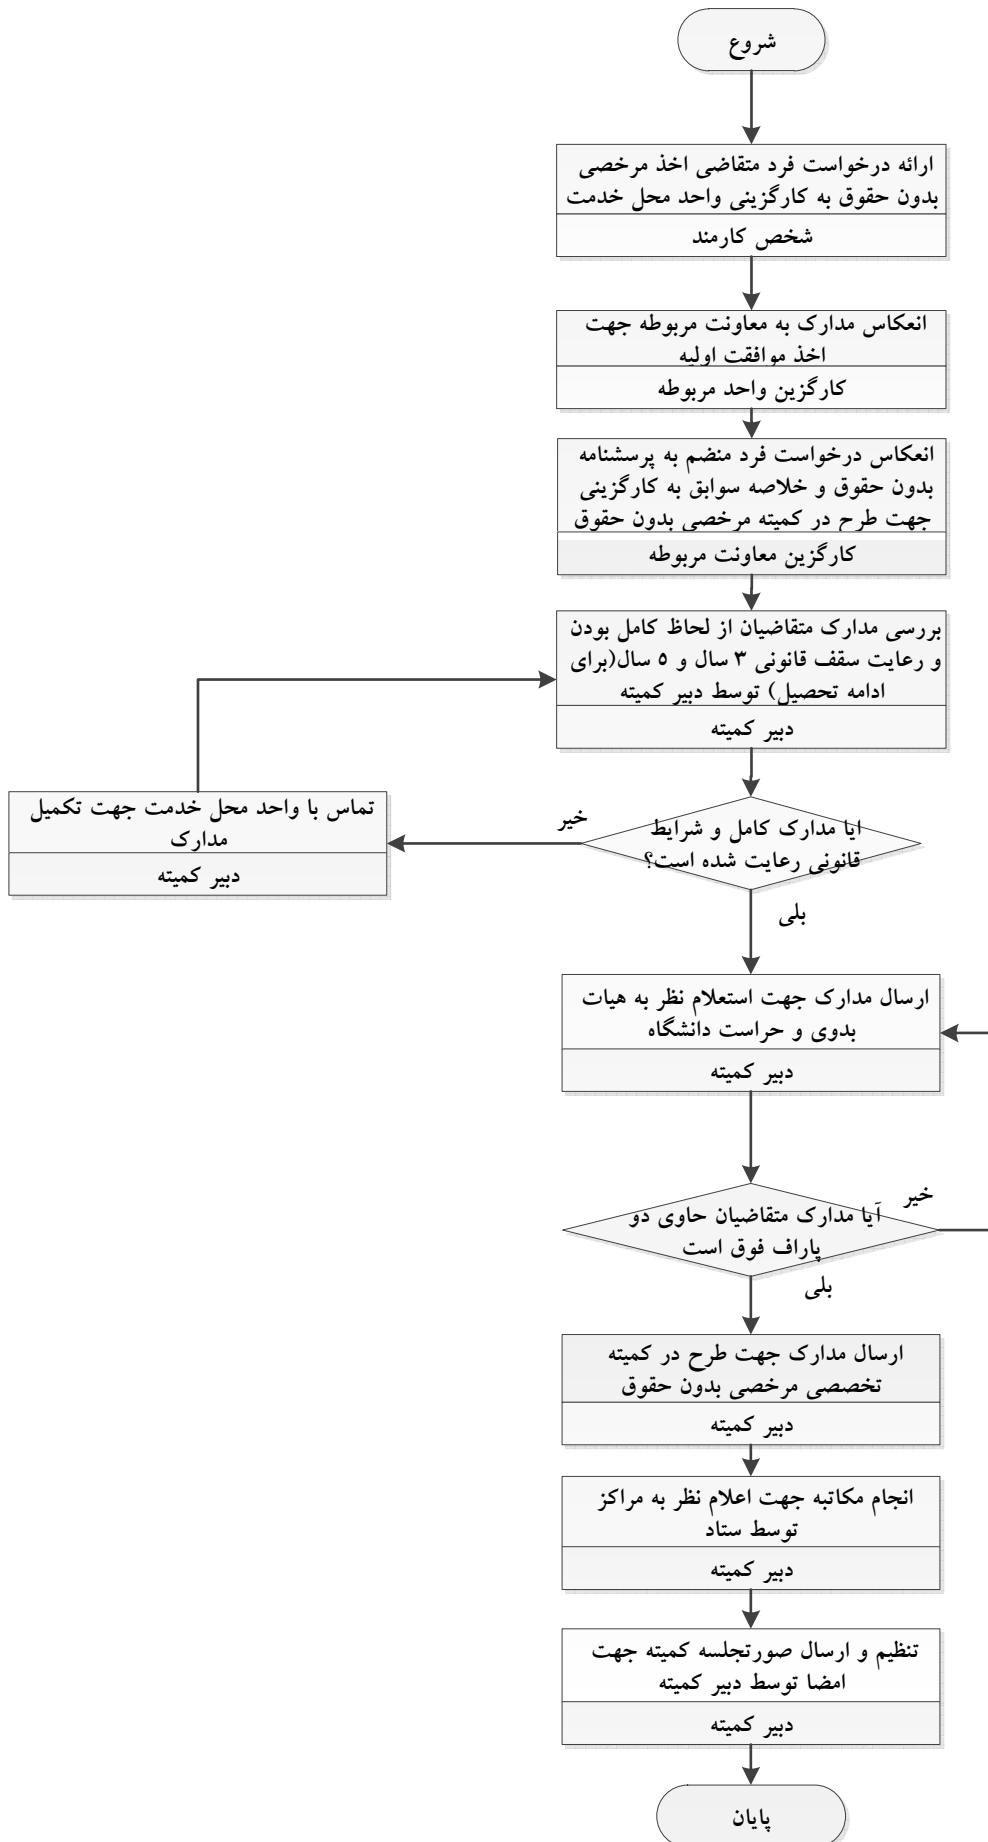 شروع
ارائه درخواست فرد متقاضی اخذ مرخصی
بدون حقوق به کارگزینی واحد محل خدمت
شخص کارمند
انعکاس مدارک به معاونت مربوطه جهت
اخذ موافقت اولیه
کارگزین واحد مربوطه
انعکاس درخواست فرد منضم به پرسشنامه
بدون حقوق و خلاصه سوابق به کارگزینی
جهت طرح در کمیته مرخصی بدون حقوق
کارگزین معاونت مربوطه
بررسی مدارک متقاضیان از لحاظ کامل بودن
و رعایت سقف قانونی ۳ سال و ۵ سال(برای
ادامه تحصیل) توسط دبیر کمیته
دبیر کمیته
ایا مدارک کامل و شرایط
قانونی رعایت شده است؟
خیر
تماس با واحد محل خدمت جهت تکمیل
مدارک
دبیر کمیته
بلی
ارسال مدارک جهت استعلام نظر به هیات
بدوی و حراست دانشگاه
دبیر کمیته
آیا مدارک متقاضیان حاوی دو
پاراف فوق است
خیر
بلی
ارسال مدارک جهت طرح در کمیته
تخصصی مرخصی بدون حقوق
دبیر کمیته
انجام مکاتبه جهت اعلام نظر به مراکز
توسط ستاد
دبیر کمیته
تنظیم و ارسال صورتجلسه کمیته جهت
امضا توسط دبیر کمیته
دبیر کمیته
پایان